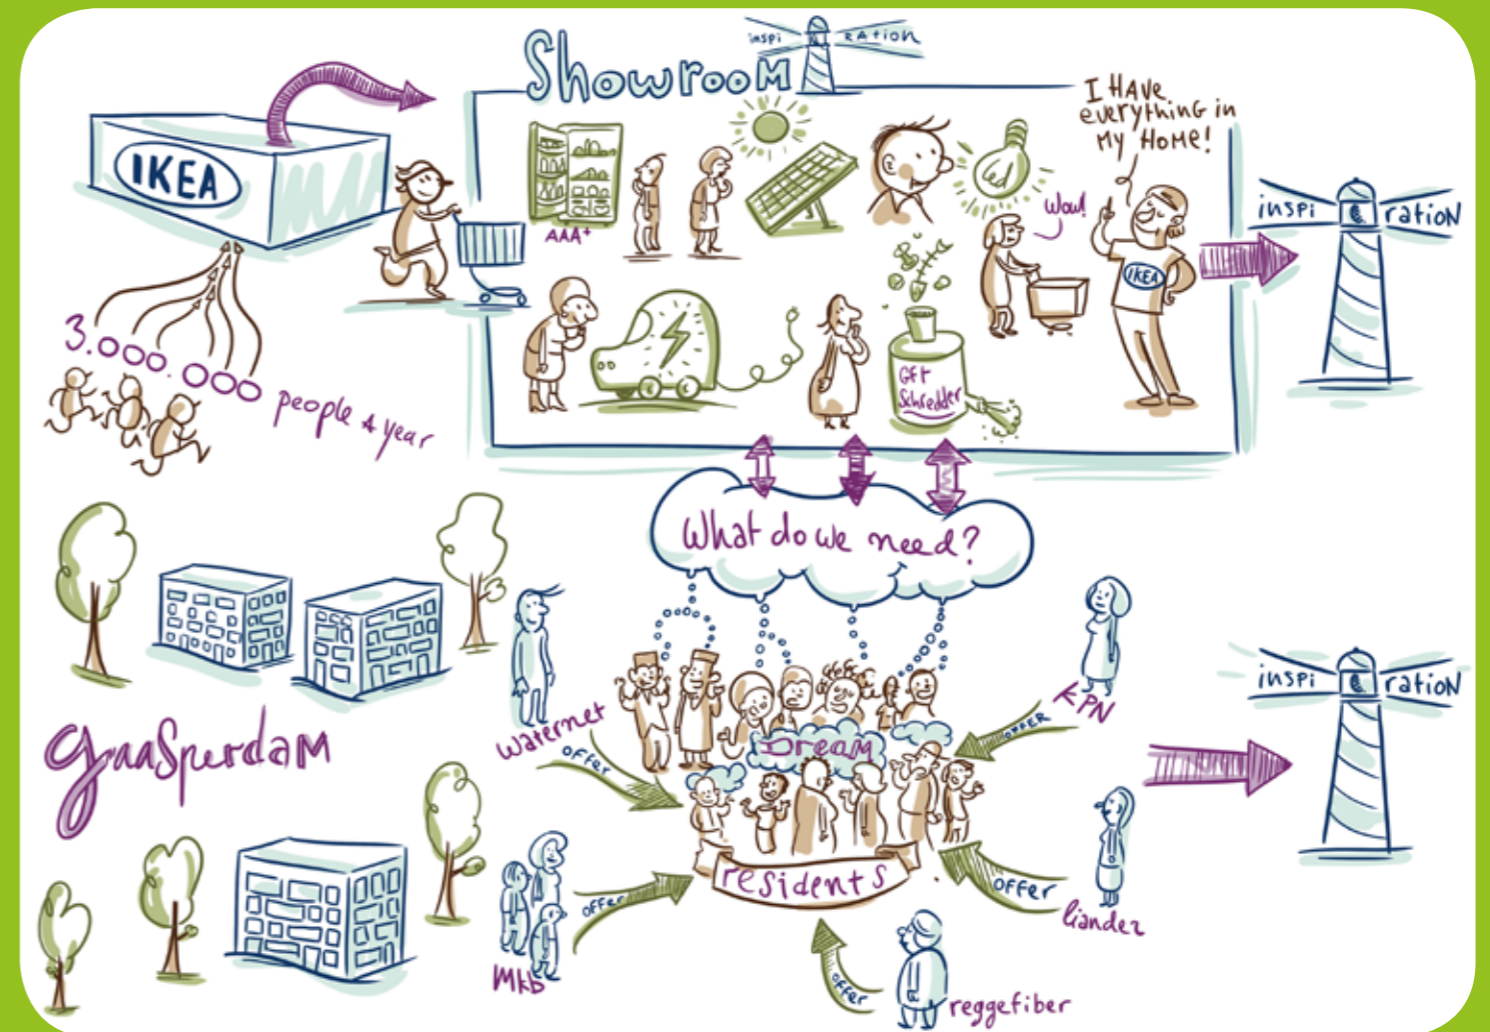 Showroom
inspi ration
IKEA
3.000.000 people a year
AAA+
Wow!
I HAVE
everything in
my Home!
IKEA
GFT
Schredder
inspi ration
What do we need?
gaasperdam
waternet
offer
KPN
OFFER
Dream
inspi ration
residents
Mkb
offer
offer
liander
offer
reggefiber